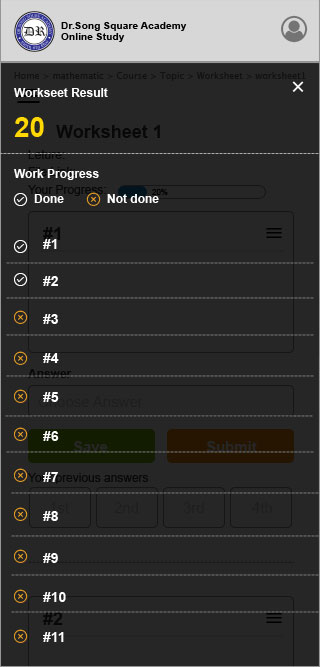 DR
Dr.Song Square Academy
Online Study
Home > mathematic > Course > Topic > Worksheet > worksheet1
Workseet Result
20
Worksheet 1
Work Progress
Your Progress:
20%
Done
Not done
#1
#1
#2
#3
#4
Answer
#5
Choose Answer
#6
Save
Submit
#7
Your previous answers
1st
2nd
3rd
4th
#8
#9
#10
#2
#11